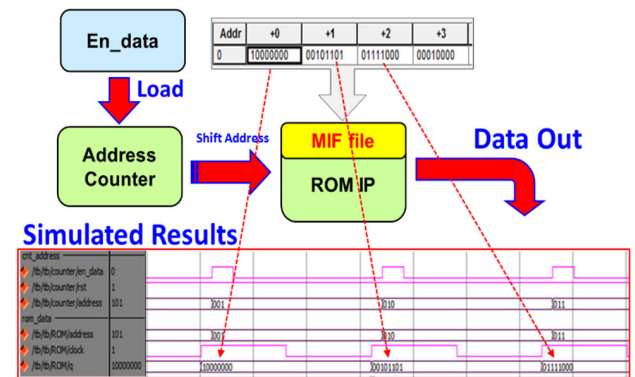 En_data
Addr +0 +1 +2 +3
0 10000000 00101101 01111000 00010000
Load
Address
Counter
Shift Address
MIF file
ROM IP
Data Out
Simulated Results
cnt_address
/tb/tb/counter/en_data 0
/tb/tb/counter/rst 1
/tb/tb/counter/address 101 001 010 011
rom_data
/tb/tb/ROM/address 101 001 010 011
/tb/tb/ROM/clock 1
/tb/tb/ROM/q 10000000 10000000 00101101 01111000